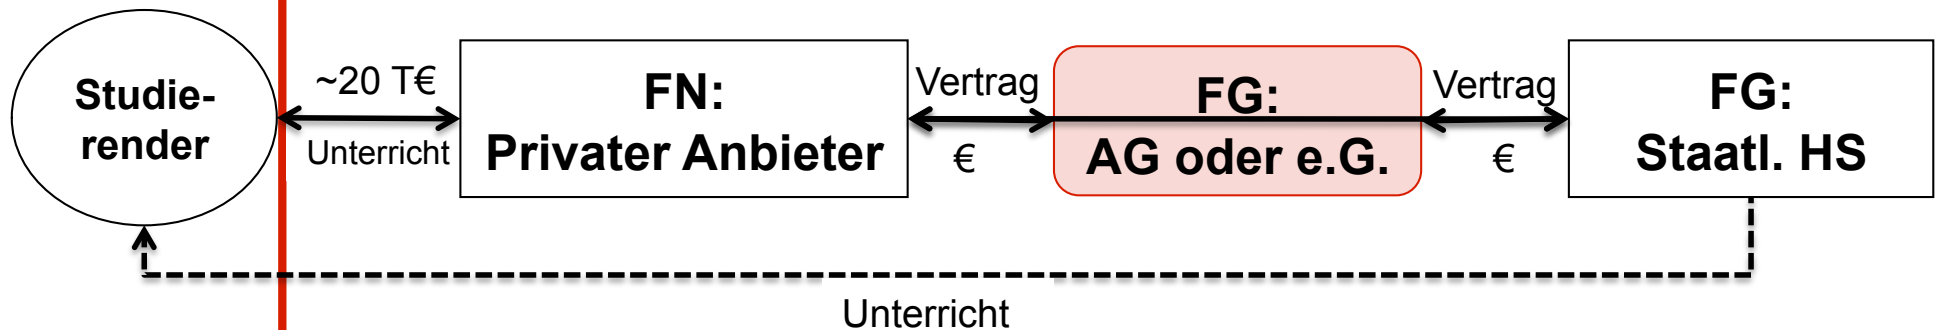 Studie-
render
~20 T€
Unterricht
FN:
Privater Anbieter
Vertrag
€
FG:
AG oder e.G.
Vertrag
€
FG:
Staatl. HS
Unterricht